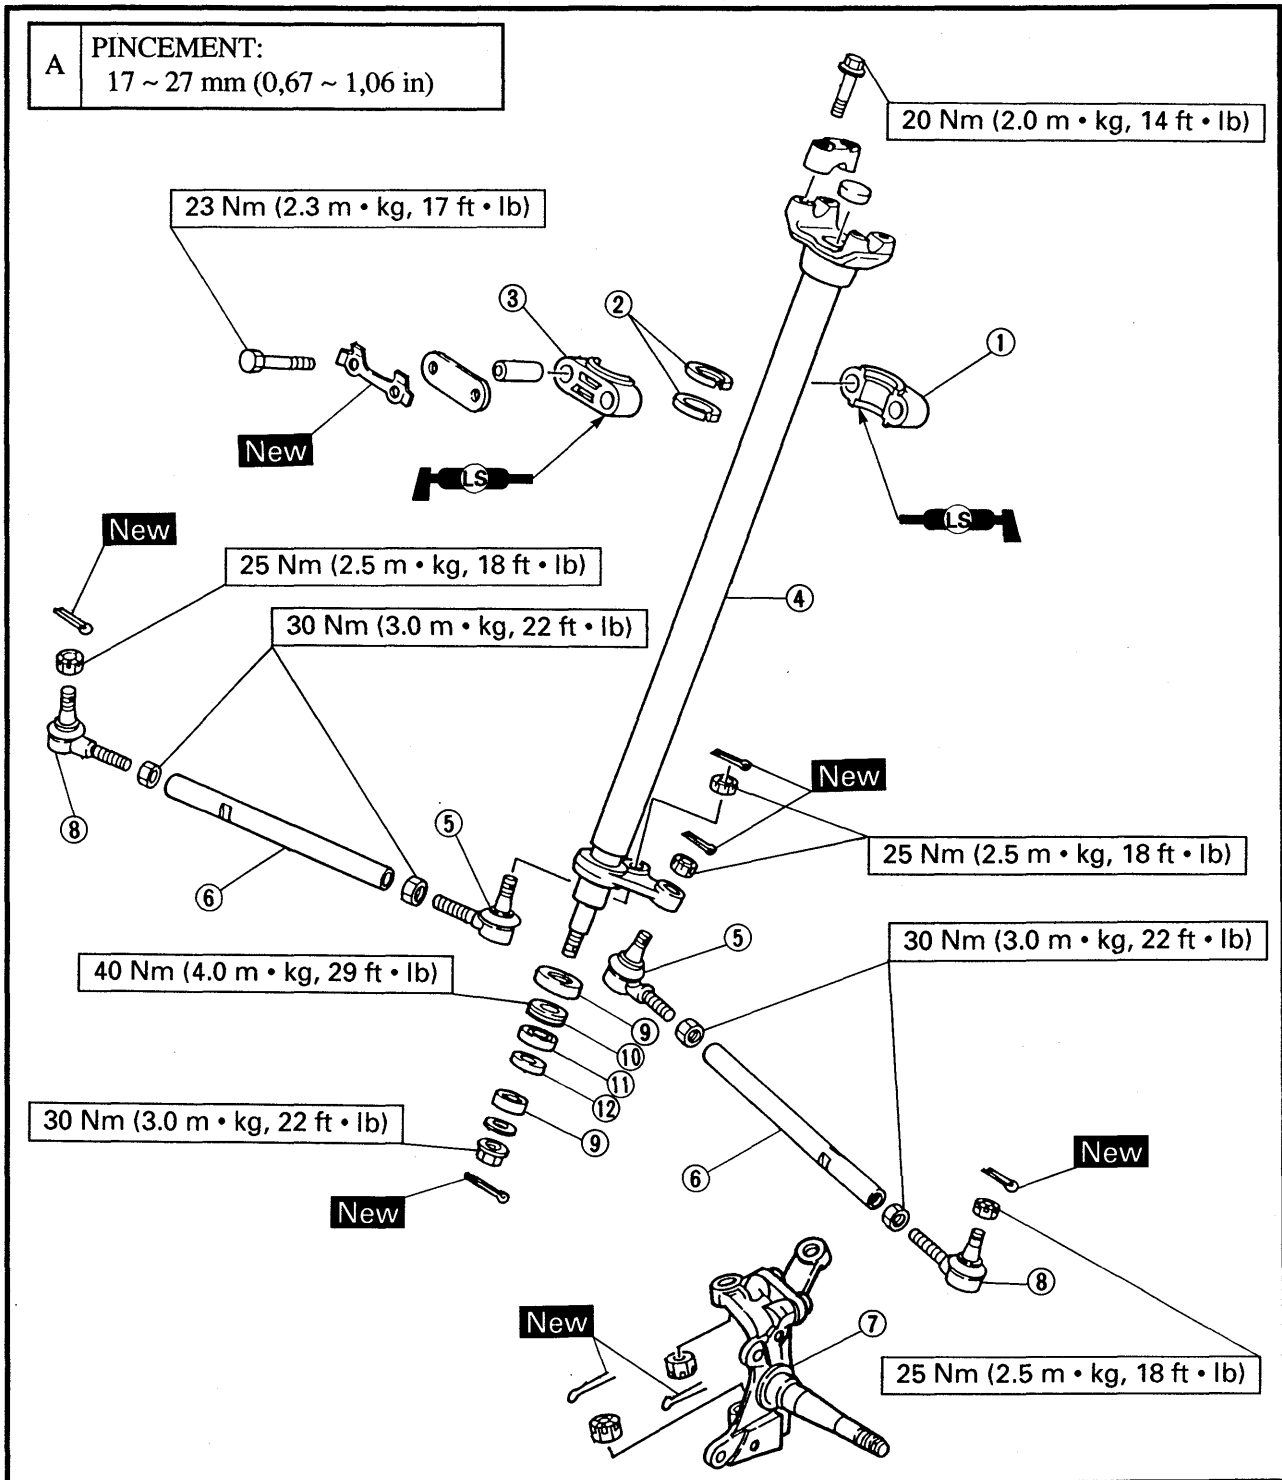 A
PINCEMENT:
17 ~ 27 mm (0,67 ~ 1,06 in)
20 Nm (2.0 m • kg, 14 ft • lb)
23 Nm (2.3 m • kg, 17 ft • lb)
③
②
①
New
LS
LS
New
25 Nm (2.5 m • kg, 18 ft • lb)
④
30 Nm (3.0 m • kg, 22 ft • lb)
New
⑧
⑤
25 Nm (2.5 m • kg, 18 ft • lb)
⑥
⑤
30 Nm (3.0 m • kg, 22 ft • lb)
40 Nm (4.0 m • kg, 29 ft • lb)
⑨
⑩
⑪
⑫
30 Nm (3.0 m • kg, 22 ft • lb)
⑨
New
⑥
New
⑧
New
⑦
25 Nm (2.5 m • kg, 18 ft • lb)